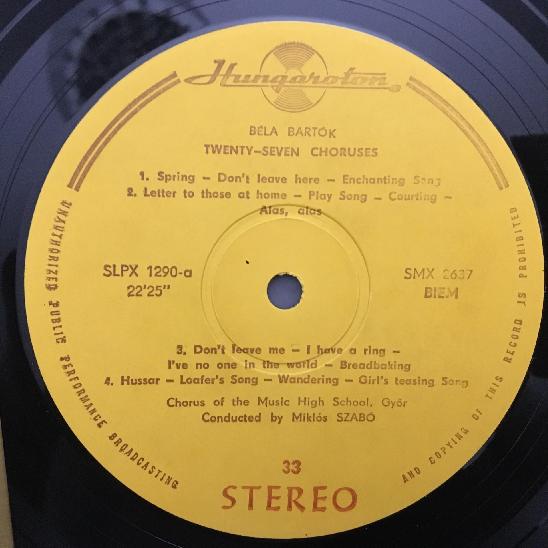 Hungaroton
BÉLA BARTÓK
TWENTY-SEVEN CHORUSES
1. Spring – Don't leave here – Enchanting Song
2. Letter to those at home – Play Song – Courting –
Alas, alas
SLPX 1290-a
22'25"
SMX 2637
BIEM
3. Don't leave me – I have a ring –
I've no one in the world – Breadbaking
4. Hussar – Loafer's Song – Wandering – Girl's teasing Song
Chorus of the Music High School, Győr
Conducted by Miklós SZABÓ
33
STEREO
UNAUTHORIZED PUBLIC PERFORMANCE BROADCASTING
AND COPYING OF THIS RECORD IS PROHIBITED